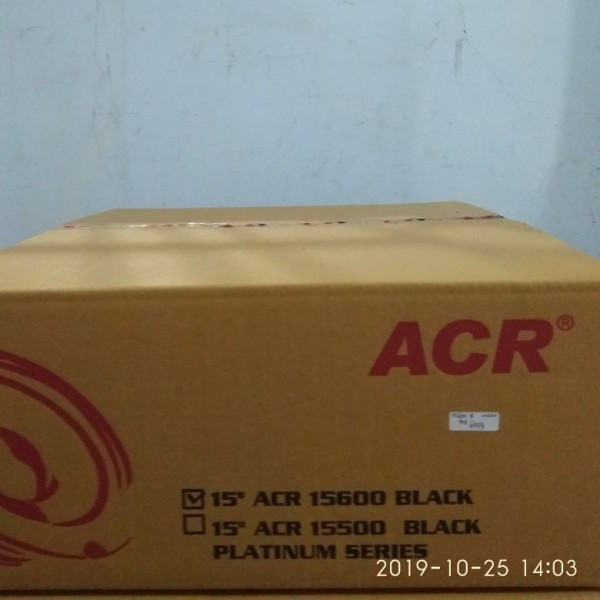 ACR®
15" ACR 15600 BLACK
15" ACR 15500 BLACK
PLATINUM SERIES
2019-10-25 14:03